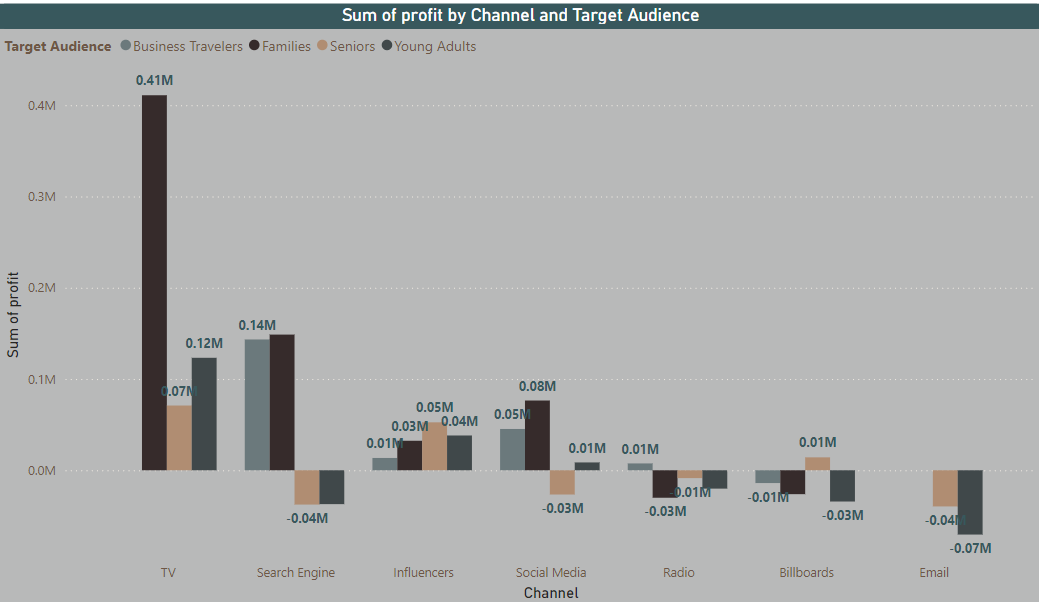 Sum of profit by Channel and Target Audience
Target Audience Business Travelers Families Seniors Young Adults
0.41M
0.4M
0.3M
0.2M
0.14M
0.12M
0.1M
0.07M
0.08M
0.05M
0.05M
0.04M
0.03M
0.01M
0.01M
0.01M
0.01M
0.0M
-0.01M
-0.01M
-0.03M
-0.03M
-0.03M
-0.04M
-0.04M
-0.07M
Sum of profit
TV Search Engine Influencers Social Media Radio Billboards Email
Channel